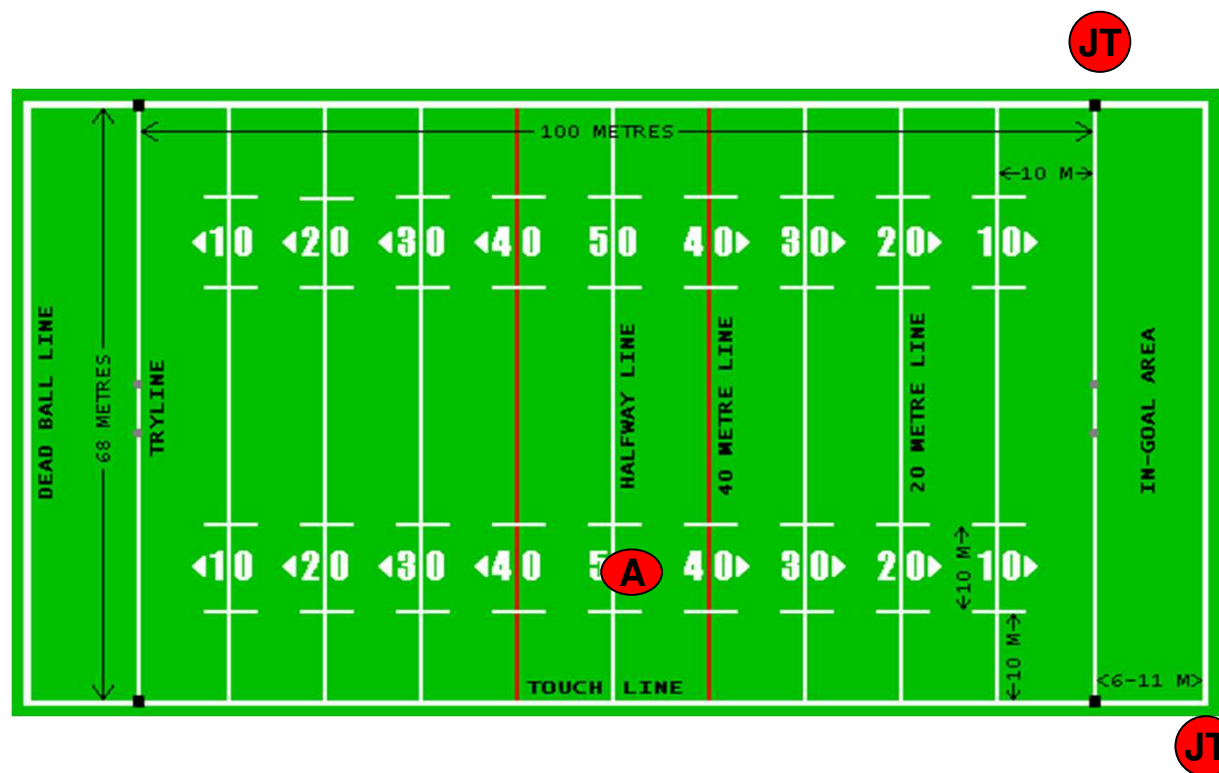 JT
100 METRES
10 M
10 20 30 40 50 40 30 20 10
DEAD BALL LINE
68 METRES
TRYLINE
HALFWAY LINE
40 METRE LINE
20 METRE LINE
IN-GOAL AREA
10 20 30 40 5 A 40 30 20 10
10 M
10 M
TOUCH LINE
6-11 M
JT